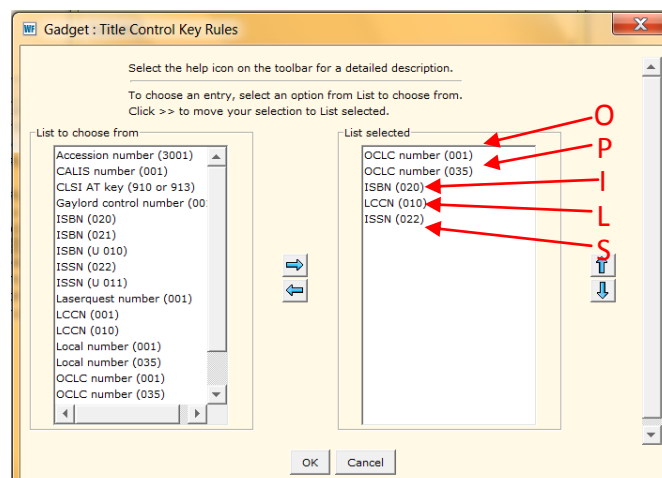 WF Gadget : Title Control Key Rules
Select the help icon on the toolbar for a detailed description.
To choose an entry, select an option from List to choose from.
Click >> to move your selection to List selected.
List to choose from
Accession number (3001)
CALIS number (001)
CLSI AT key (910 or 913)
Gaylord control number (00
ISBN (020)
ISBN (021)
ISBN (U 010)
ISSN (022)
ISSN (U 011)
Laserquest number (001)
LCCN (001)
LCCN (010)
Local number (001)
Local number (035)
OCLC number (001)
OCLC number (035)
List selected
OCLC number (001)
OCLC number (035)
ISBN (020)
LCCN (010)
ISSN (022)
O
P
I
L
S
OK Cancel